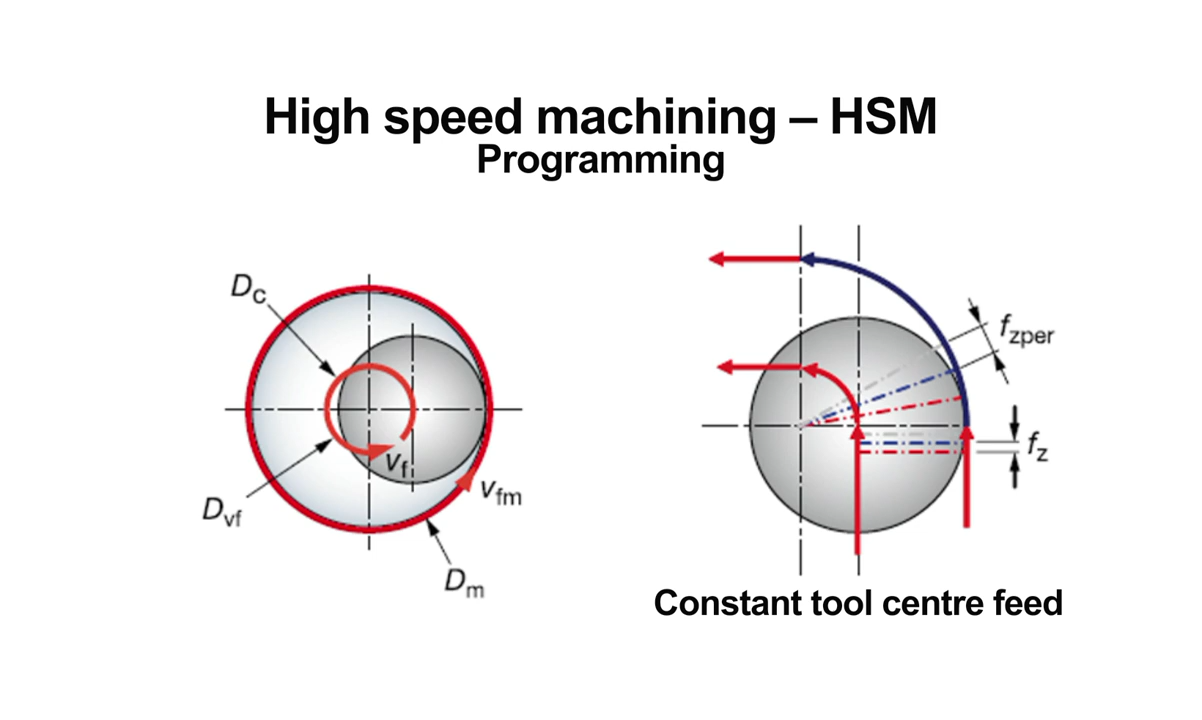 High speed machining – HSM
Programming
Dc
Dvf
vf
vfm
Dm
fzper
fz
Constant tool centre feed